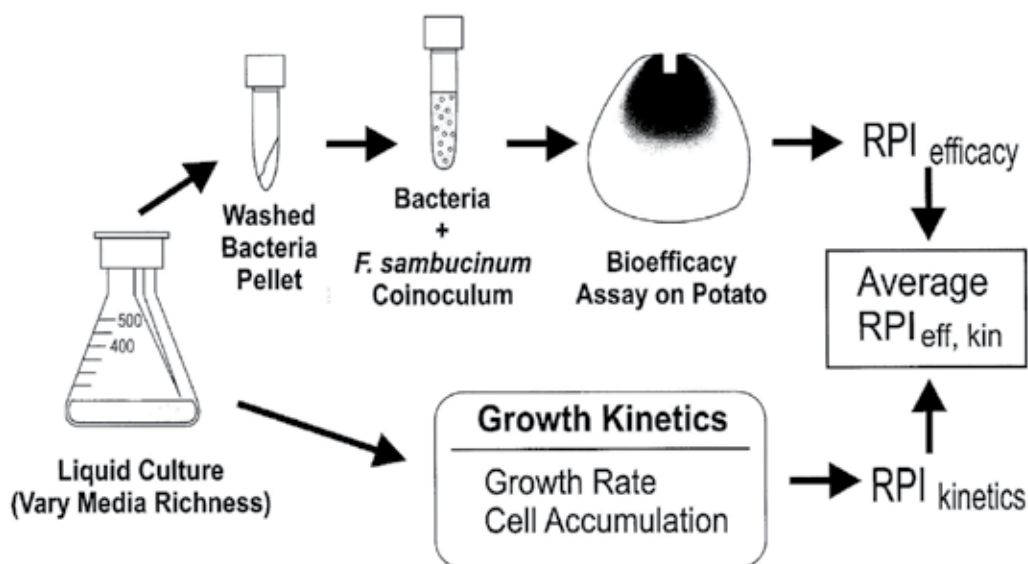 RPI efficacy
Washed
Bacteria
Pellet
Bacteria
+
F. sambucinum
Coinoculum
Bioefficacy
Assay on Potato
Average
RPI eff, kin
500
400
Liquid Culture
(Vary Media Richness)
Growth Kinetics
Growth Rate
Cell Accumulation
RPI kinetics